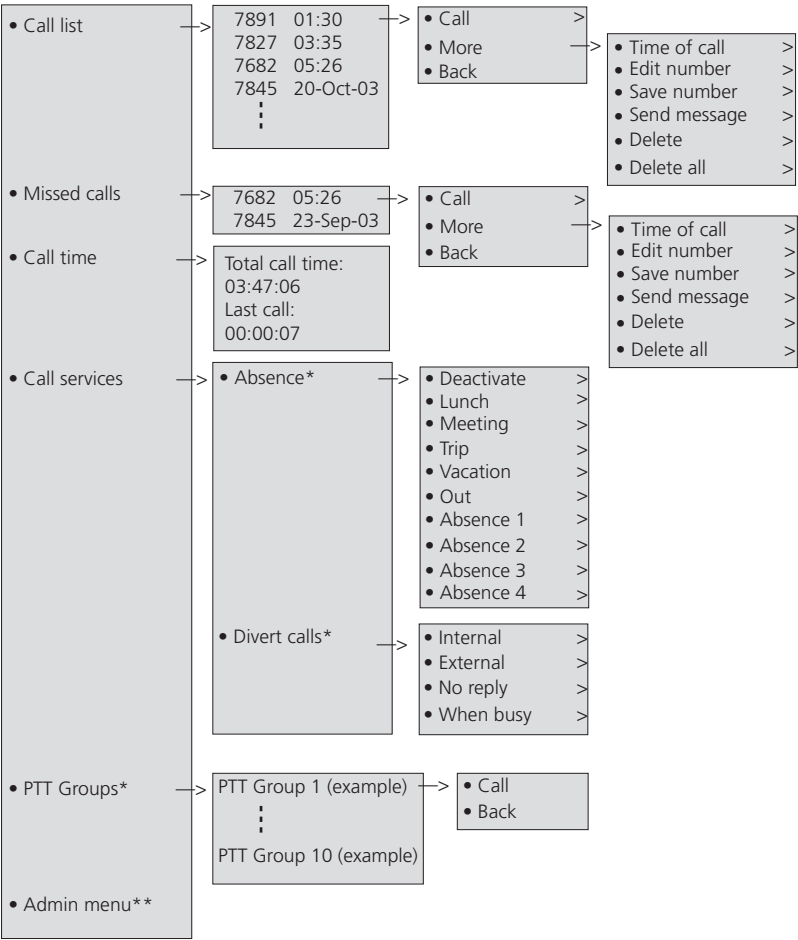 • Call list
7891 01:30
7827 03:35
7682 05:26
7845 20-Oct-03
• Call >
• More
• Back
• Time of call >
• Edit number >
• Save number >
• Send message >
• Delete >
• Delete all >
• Missed calls
7682 05:26
7845 23-Sep-03
• Call >
• More
• Back
• Time of call >
• Edit number >
• Save number >
• Send message >
• Delete >
• Delete all >
• Call time
Total call time:
03:47:06
Last call:
00:00:07
• Call services
• Absence*
• Deactivate >
• Lunch >
• Meeting >
• Trip >
• Vacation >
• Out >
• Absence 1 >
• Absence 2 >
• Absence 3 >
• Absence 4 >
• Divert calls*
• Internal >
• External >
• No reply >
• When busy >
• PTT Groups*
PTT Group 1 (example)
PTT Group 10 (example)
• Call
• Back
• Admin menu**